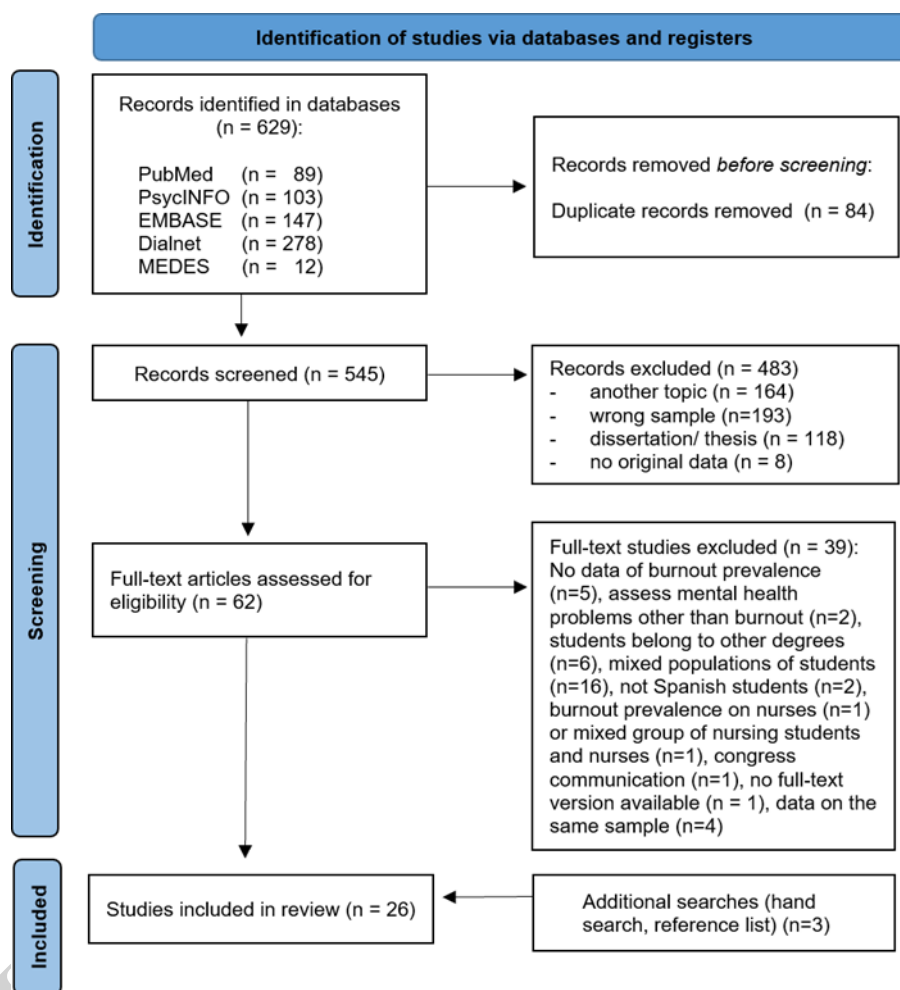 Identification of studies via databases and registers
Identification
Records identified in databases
(n = 629):
PubMed (n = 89)
PsycINFO (n = 103)
EMBASE (n = 147)
Dialnet (n = 278)
MEDES (n = 12)
Records removed before screening:
Duplicate records removed (n = 84)
Screening
Records screened (n = 545)
Records excluded (n = 483)
- another topic (n = 164)
- wrong sample (n=193)
- dissertation/ thesis (n = 118)
- no original data (n = 8)
Full-text articles assessed for
eligibility (n = 62)
Full-text studies excluded (n = 39):
No data of burnout prevalence
(n=5), assess mental health
problems other than burnout (n=2),
students belong to other degrees
(n=6), mixed populations of students
(n=16), not Spanish students (n=2),
burnout prevalence on nurses (n=1)
or mixed group of nursing students
and nurses (n=1), congress
communication (n=1), no full-text
version available (n = 1), data on the
same sample (n=4)
Included
Studies included in review (n = 26)
Additional searches (hand
search, reference list) (n=3)